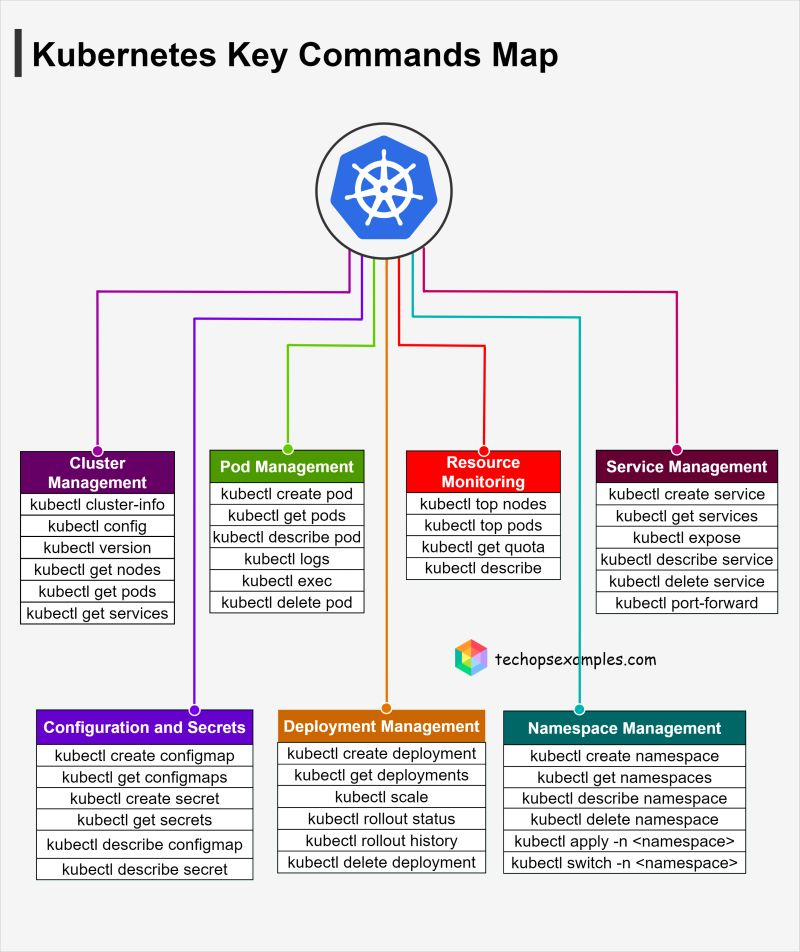 Kubernetes Key Commands Map
Cluster
Management
kubectl cluster-info
kubectl config
kubectl version
kubectl get nodes
kubectl get pods
kubectl get services
Pod Management
kubectl create pod
kubectl get pods
kubectl describe pod
kubectl logs
kubectl exec
kubectl delete pod
Resource
Monitoring
kubectl top nodes
kubectl top pods
kubectl get quota
kubectl describe
Service Management
kubectl create service
kubectl get services
kubectl expose
kubectl describe service
kubectl delete service
kubectl port-forward
techopsexamples.com
Configuration and Secrets
kubectl create configmap
kubectl get configmaps
kubectl create secret
kubectl get secrets
kubectl describe configmap
kubectl describe secret
Deployment Management
kubectl create deployment
kubectl get deployments
kubectl scale
kubectl rollout status
kubectl rollout history
kubectl delete deployment
Namespace Management
kubectl create namespace
kubectl get namespaces
kubectl describe namespace
kubectl delete namespace
kubectl apply -n <namespace>
kubectl switch -n <namespace>